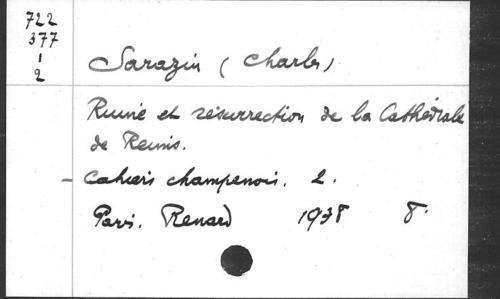 722
377
1
2
Sarazin (Charles)
Ruine et résurrection de la Cathédrale
de Reims.
- Cahiers champenois. 2.
Paris. Renard 1938 8°.